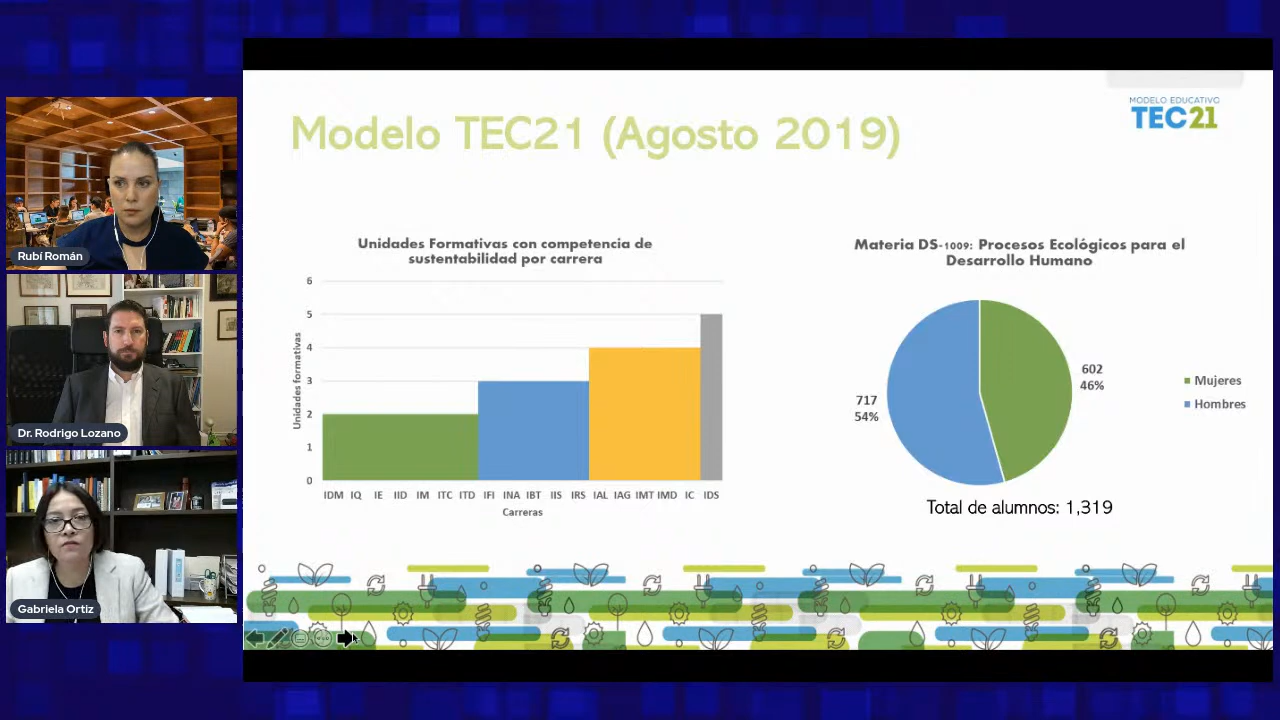 Modelo TEC21 (Agosto 2019)
MODELO EDUCATIVO
TEC21
Rubí Román
Dr. Rodrigo Lozano
Gabriela Ortiz
Unidades Formativas con competencia de
sustentabilidad por carrera
Unidades formativas
6
5
4
3
2
1
0
IDM IQ IE IID IM ITC ITD IFI INA IBT IIS IRS IAL IAG IMT IMD IC IDS
Carreras
Materia DS-1009: Procesos Ecológicos para el
Desarrollo Humano
602
46%
717
54%
Mujeres
Hombres
Total de alumnos: 1,319